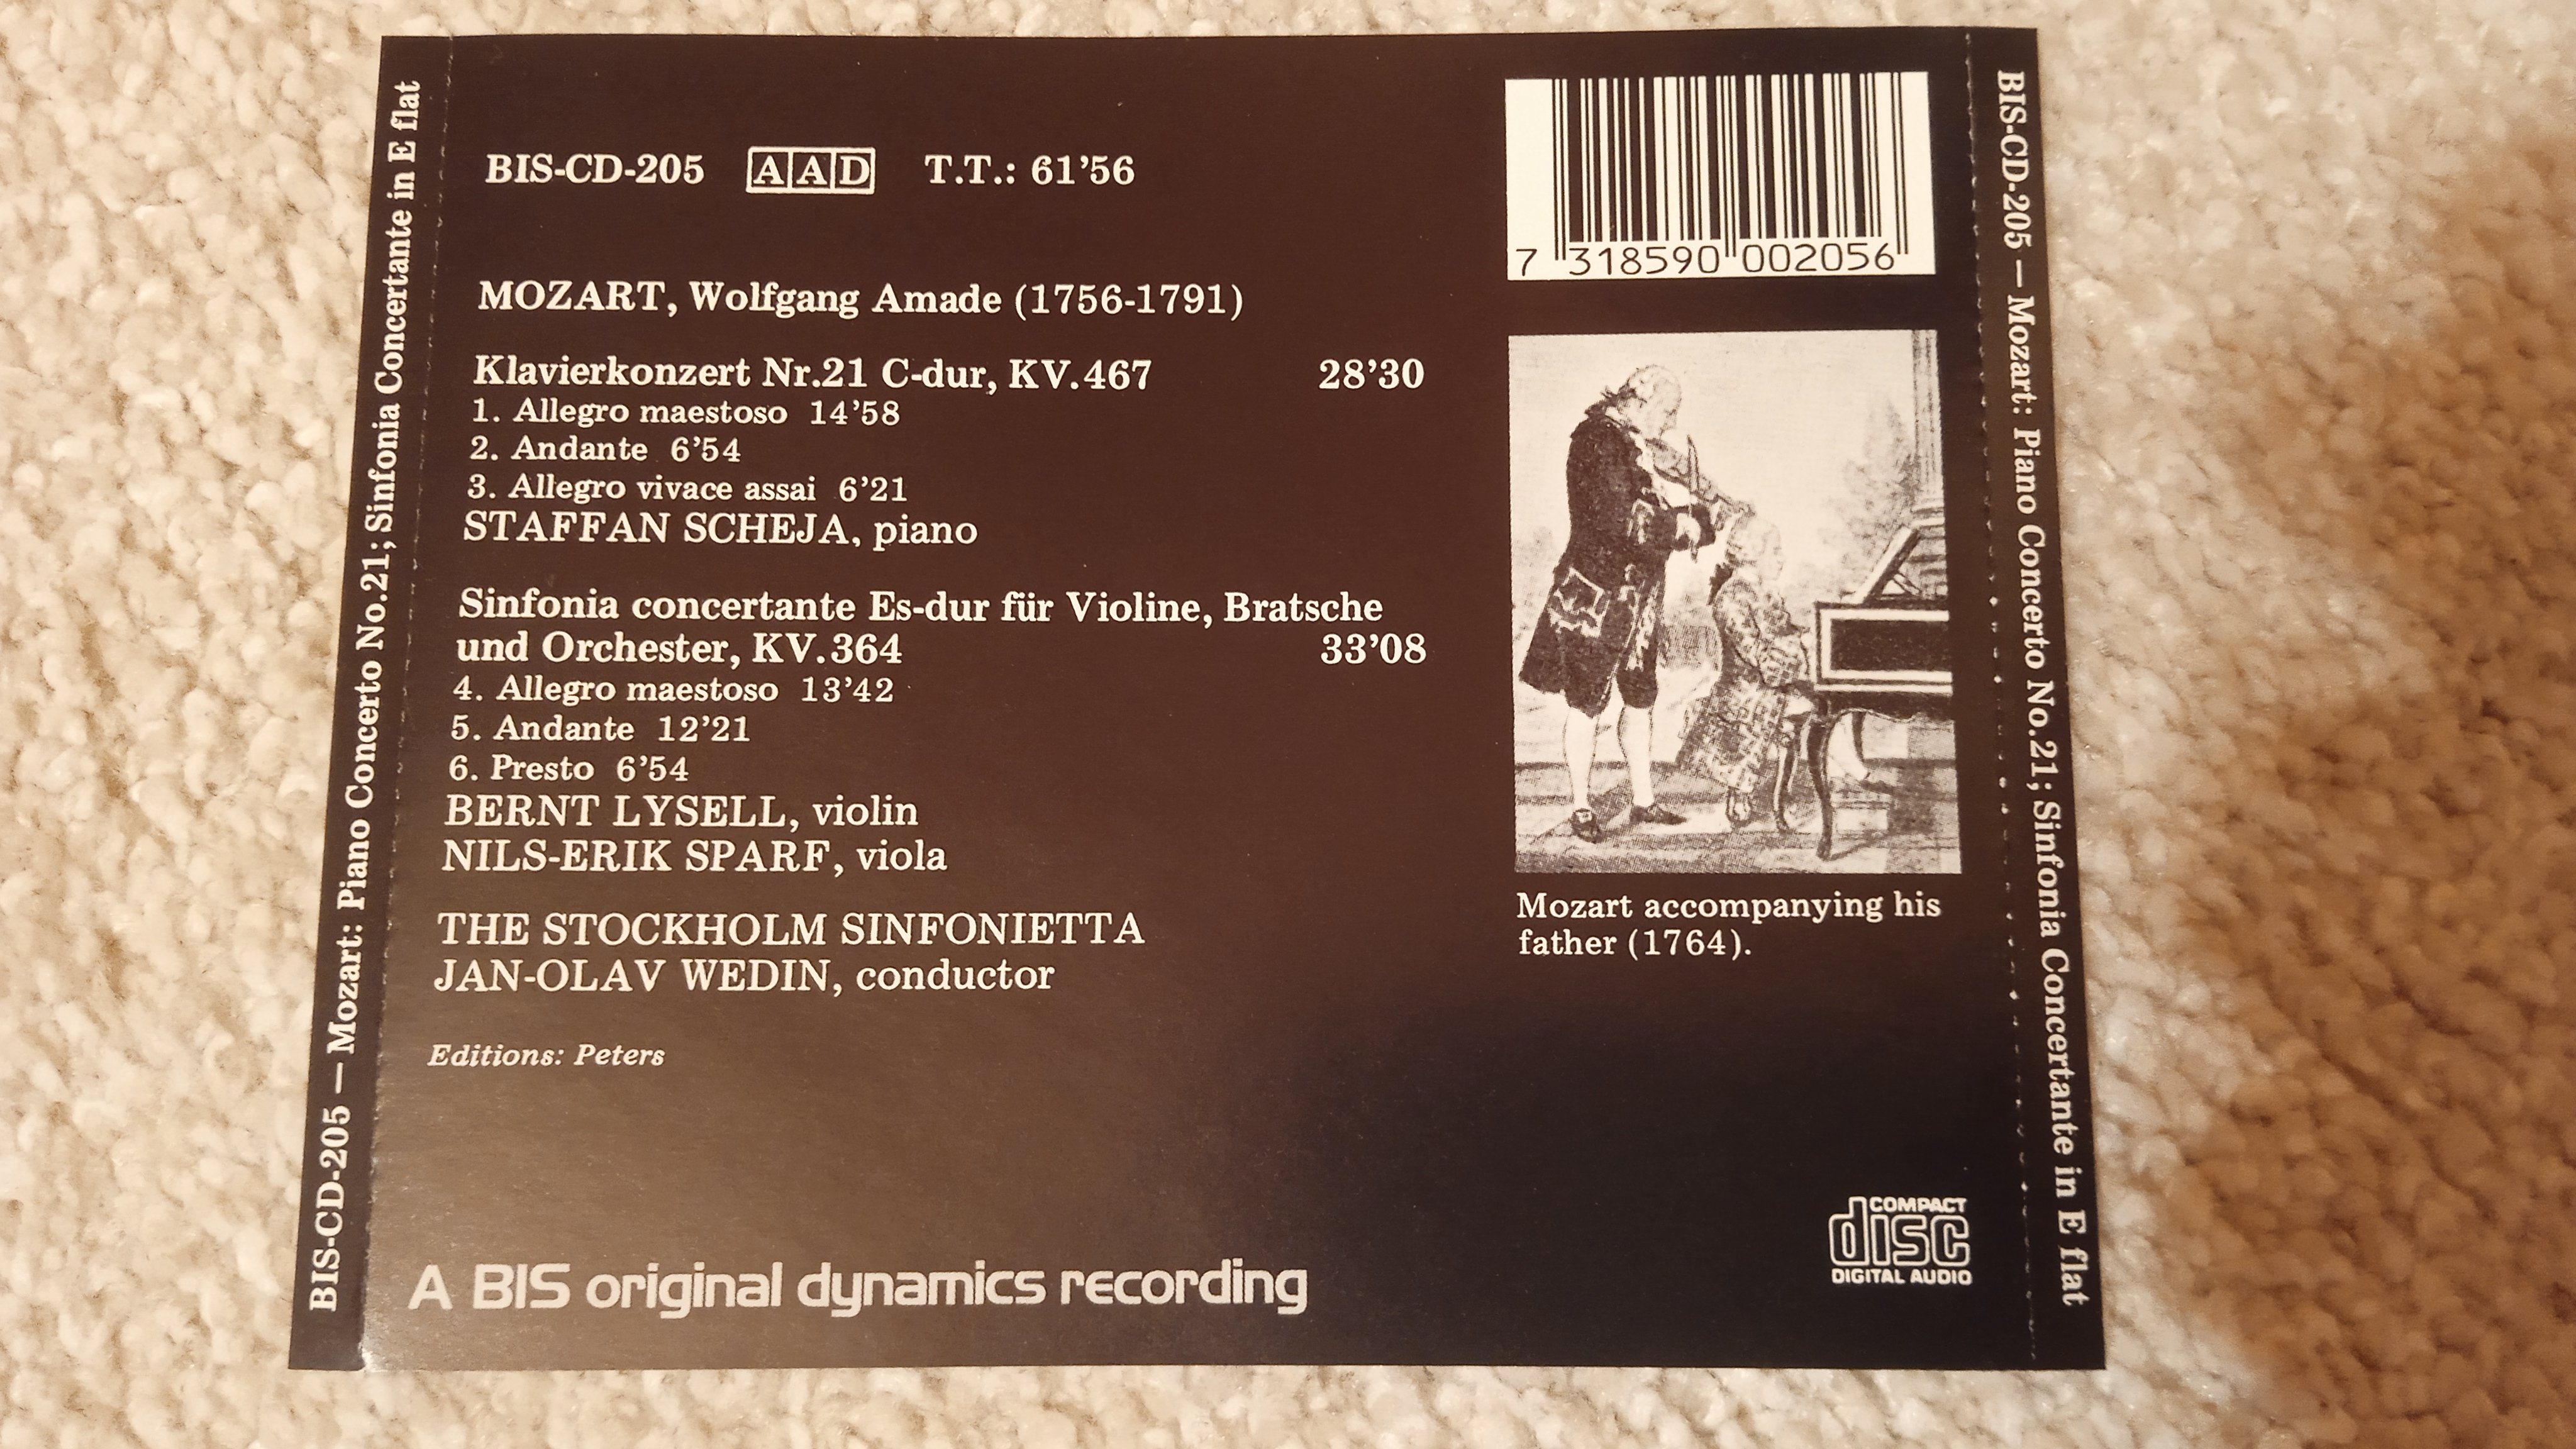 BIS-CD-205 — Mozart: Piano Concerto No.21; Sinfonia Concertante in E flat
BIS-CD-205 AAD T.T.: 61’56
MOZART, Wolfgang Amade (1756-1791)
Klavierkonzert Nr.21 C-dur, KV.467 28’30
1. Allegro maestoso 14’58
2. Andante 6’54
3. Allegro vivace assai 6’21
STAFFAN SCHEJA, piano
Sinfonia concertante Es-dur für Violine, Bratsche
und Orchester, KV.364 33’08
4. Allegro maestoso 13’42
5. Andante 12’21
6. Presto 6’54
BERNT LYSELL, violin
NILS-ERIK SPARF, viola
THE STOCKHOLM SINFONIETTA
JAN-OLAV WEDIN, conductor
Editions: Peters
A BIS original dynamics recording
7 318590 002056
Mozart accompanying his
father (1764).
COMPACT
disc
DIGITAL AUDIO
BIS-CD-205 — Mozart: Piano Concerto No.21; Sinfonia Concertante in E flat